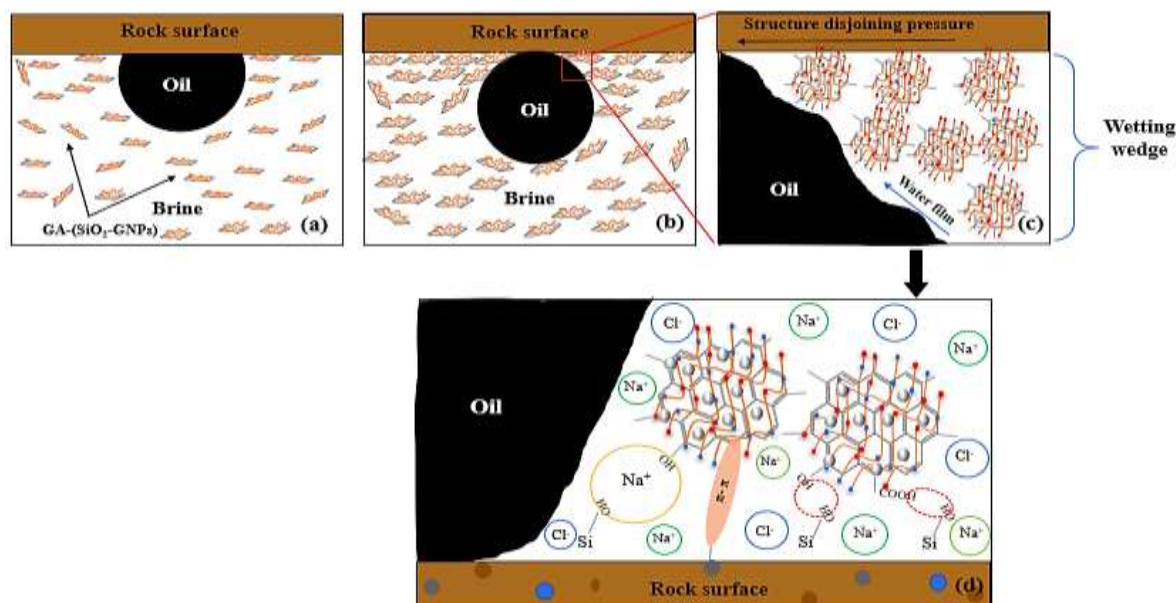 Rock surface
Oil
Brine
GA-(SiO₂-GNPs)
(a)
Rock surface
Oil
Brine
(b)
Structure disjoining pressure
Oil
Water film
(c)
Wetting
wedge
Cl⁻
Na⁺
Cl⁻
Na⁺
Na⁺
Oil
Cl⁻
OH
Na⁺
Na⁺
π-π
OH
COOH
HO
HO
HO
Cl⁻
Si
Na⁺
Cl⁻
Si
Na⁺
Si
Na⁺
Rock surface
(d)